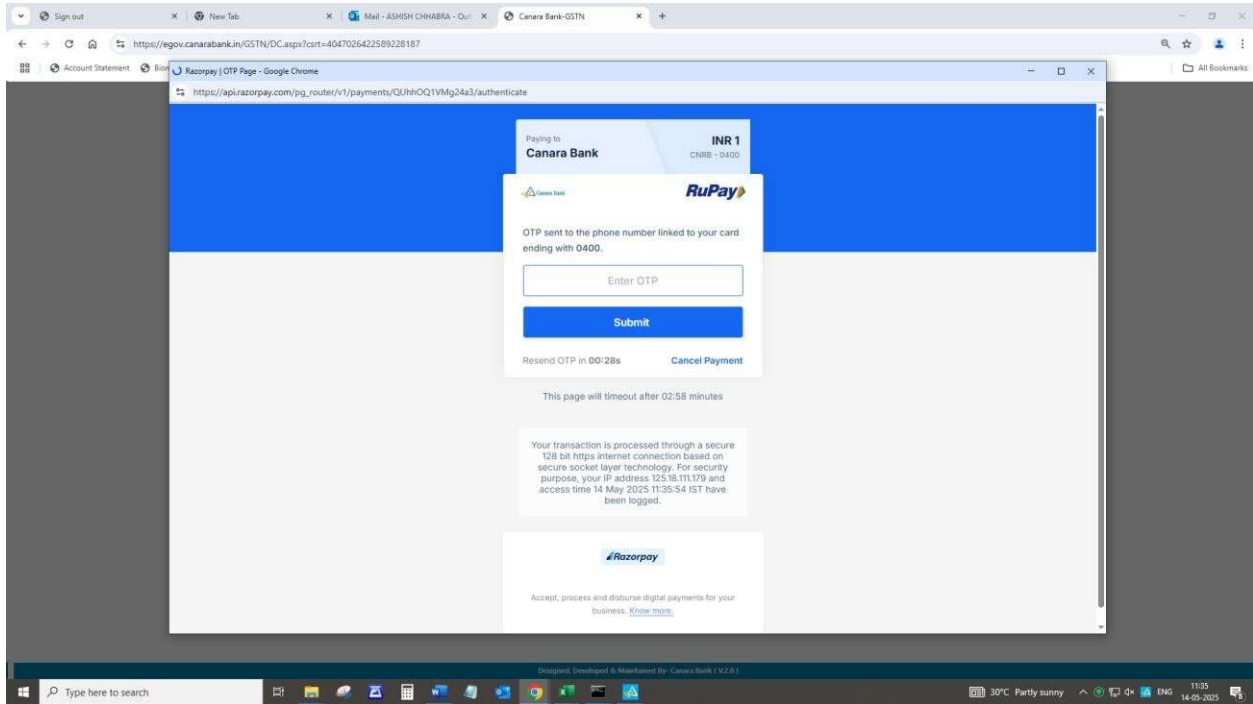 Sign out
New Tab
Mail - ASHISH CHHABRA - Out
Canara Bank-GSTN
https://egov.canarabank.in/GSTN/DC.aspx?csrt=4047026422589228187
Account Statement
All Bookmarks
Razorpay | OTP Page - Google Chrome
https://api.razorpay.com/pg_router/v1/payments/QUhhOQ1VMg24a3/authenticate
Paying to
INR 1
Canara Bank
CNRB - 0400
Canara Bank
RuPay
OTP sent to the phone number linked to your card
ending with 0400.
Enter OTP
Submit
Resend OTP in 00:28s
Cancel Payment
This page will timeout after 02:58 minutes
Your transaction is processed through a secure
128 bit https internet connection based on
secure socket layer technology. For security
purpose, your IP address 125.18.111.179 and
access time 14 May 2025 11:35:54 IST have
been logged.
Razorpay
Accept, process and disburse digital payments for your
business. Know more.
Designed, Developed & Maintained By- Canara Bank ( V.2.8 )
Type here to search
30°C Partly sunny
ENG
11:35
14-05-2025